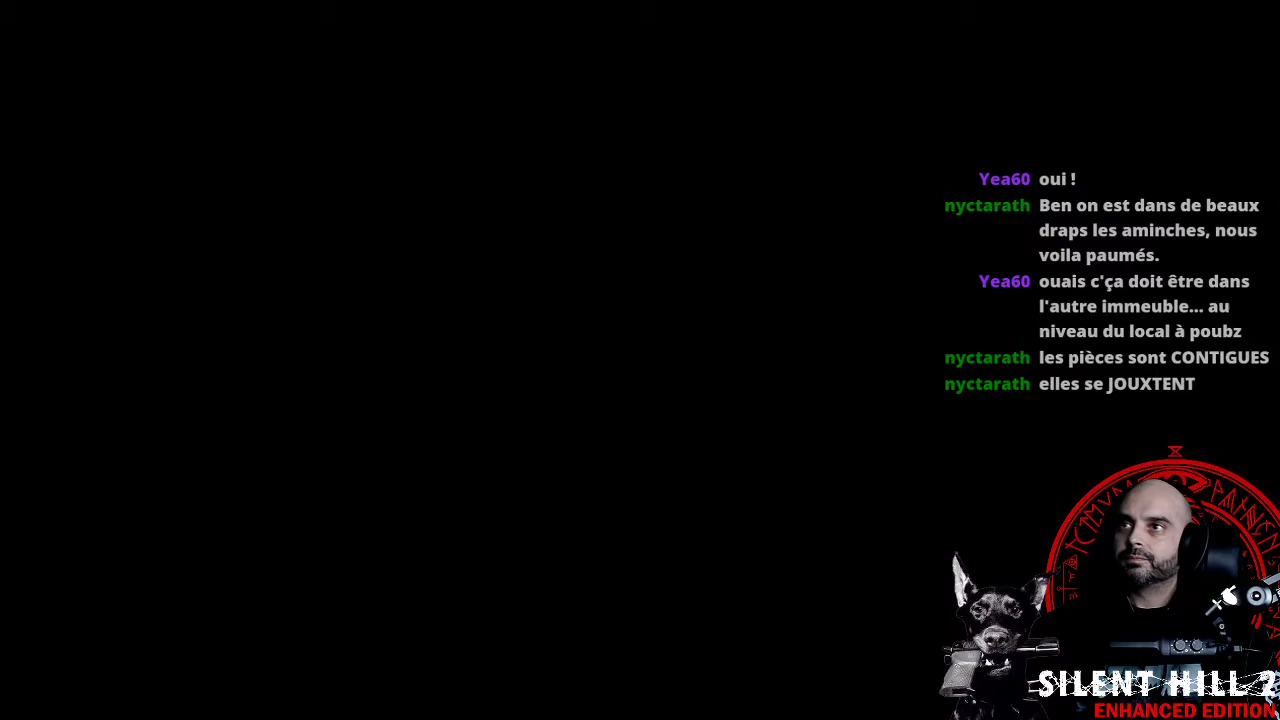 Yea60 oui !
nyctarath Ben on est dans de beaux
draps les aminches, nous
voila paumés.
Yea60 ouais c'ça doit être dans
l'autre immeuble... au
niveau du local à poubz
nyctarath les pièces sont CONTIGUES
nyctarath elles se JOUXTENT
SILENT HILL 2
ENHANCED EDITION